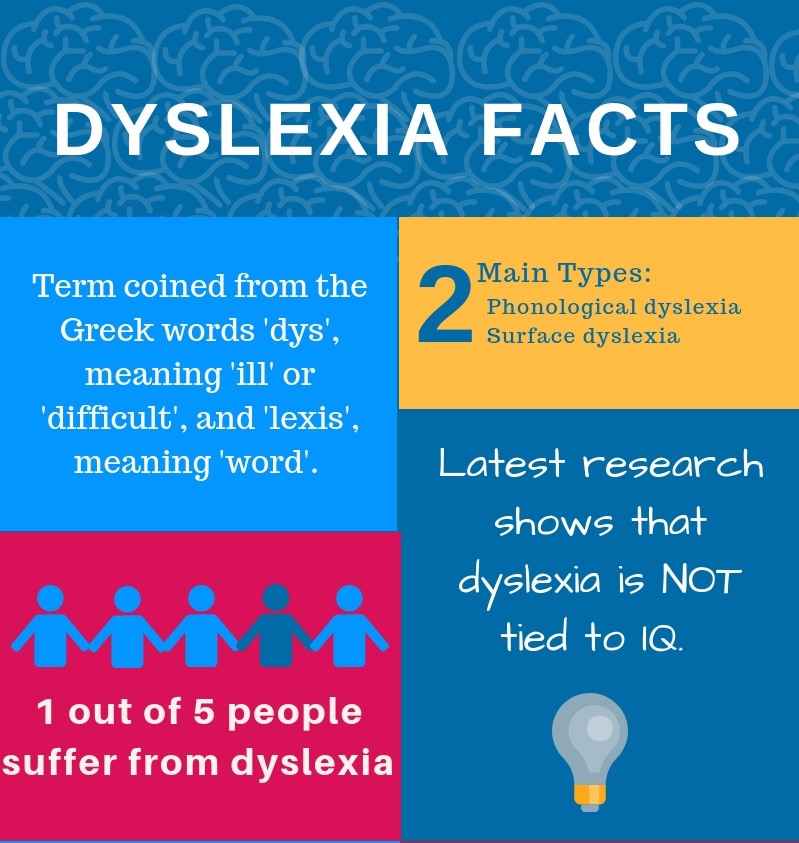 DYSLEXIA FACTS
Term coined from the
Greek words 'dys',
meaning 'ill' or
'difficult', and 'lexis',
meaning 'word'.
2 Main Types:
Phonological dyslexia
Surface dyslexia
Latest research
shows that
dyslexia is NOT
tied to IQ.
1 out of 5 people
suffer from dyslexia